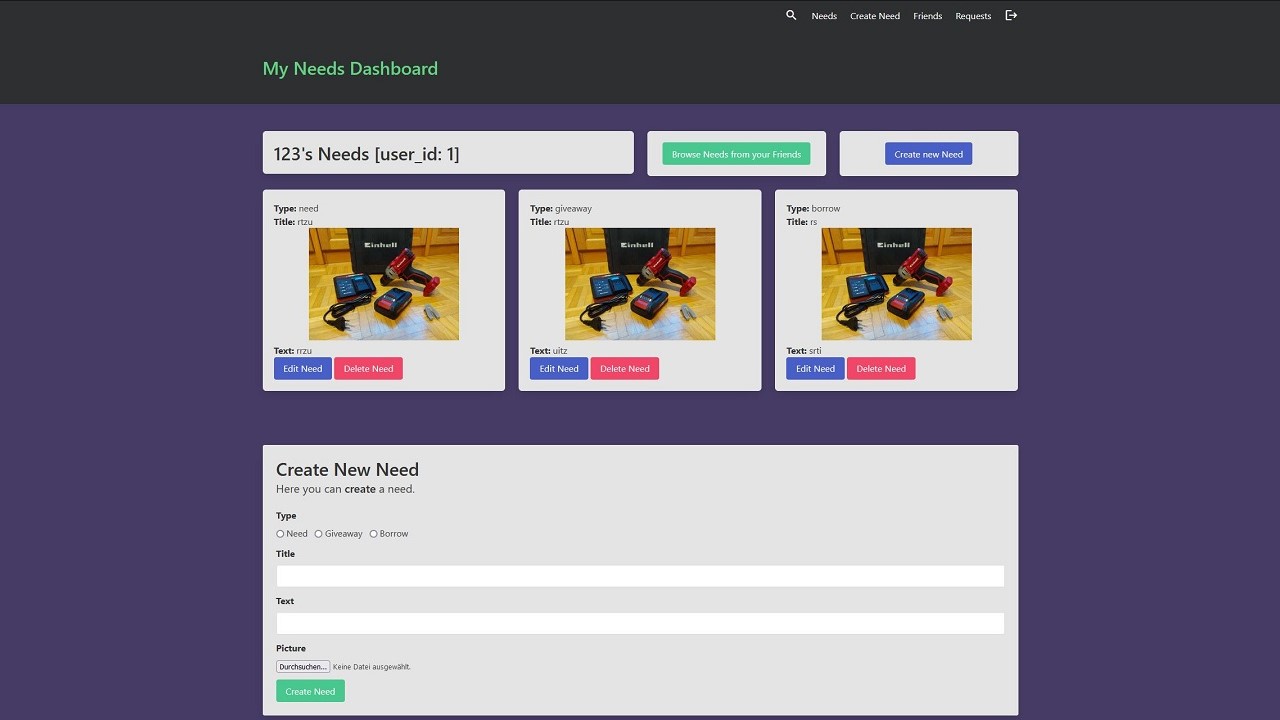 Needs Create Need Friends Requests
My Needs Dashboard
123's Needs [user_id: 1]
Browse Needs from your Friends
Create new Need
Type: need
Title: rtzu
Einhell
Text: rrzu
Edit Need Delete Need
Type: giveaway
Title: rtzu
Einhell
Text: uitz
Edit Need Delete Need
Type: borrow
Title: rs
Einhell
Text: srti
Edit Need Delete Need
Create New Need
Here you can create a need.
Type
Need Giveaway Borrow
Title
Text
Picture
Durchsuchen... Keine Datei ausgewählt.
Create Need